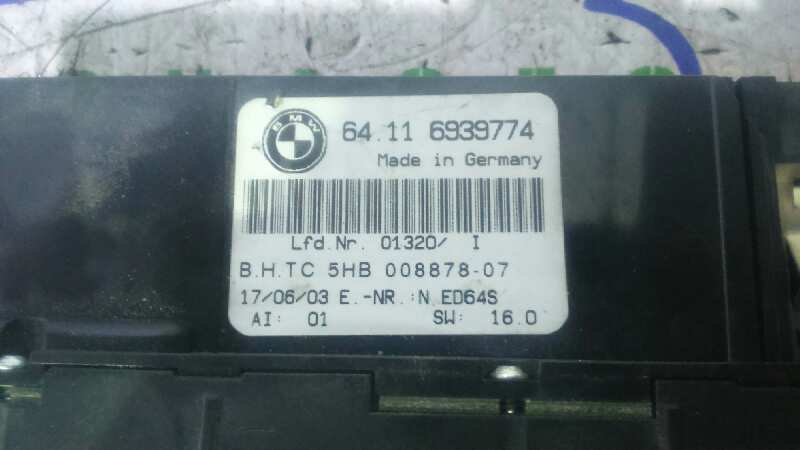 BMW
64.11 6939774
Made in Germany
Lfd.Nr. 01320/ I
B.H.TC 5HB 008878-07
17/06/03 E.-NR.:N ED64S
AI: 01 SW: 16.0